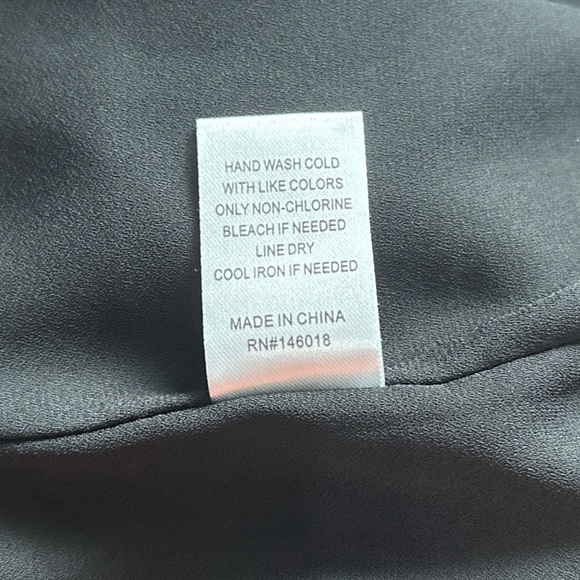 HAND WASH COLD
WITH LIKE COLORS
ONLY NON-CHLORINE
BLEACH IF NEEDED
LINE DRY
COOL IRON IF NEEDED
MADE IN CHINA
RN#146018